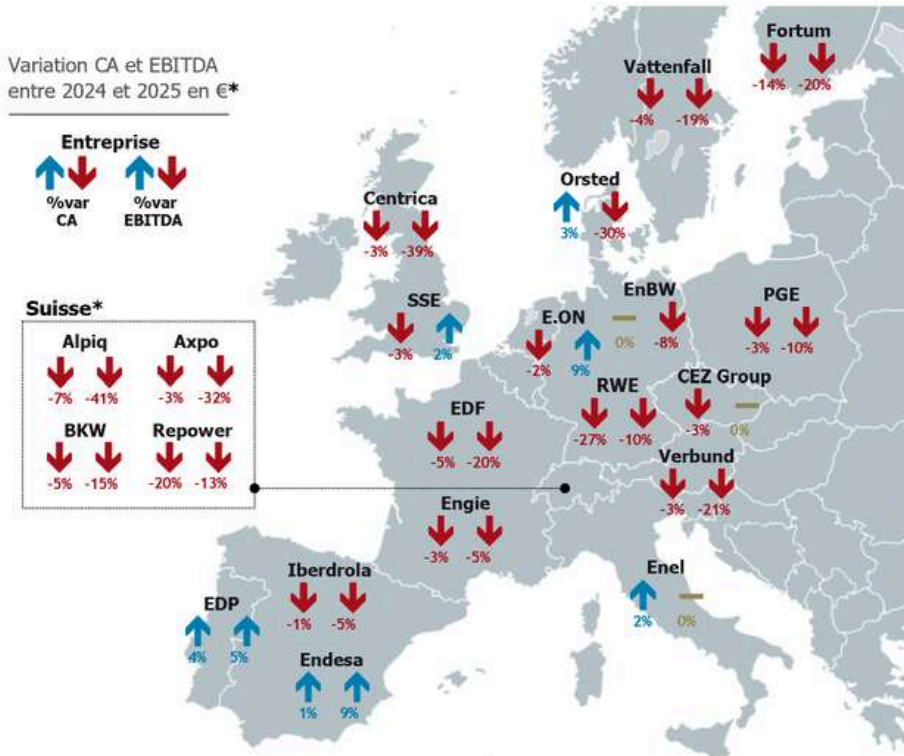 Variation CA et EBITDA
entre 2024 et 2025 en €*
Entreprise
%var CA
%var EBITDA
Fortum
-14% -20%
Vattenfall
-4% -19%
Orsted
3% -30%
Centrica
-3% -39%
SSE
-3% 2%
E.ON
-2% 9%
EnBW
0% -8%
PGE
-3% -10%
RWE
-27% -10%
CEZ Group
-3% 0%
Suisse*
Alpiq
-7% -41%
Axpo
-3% -32%
BKW
-5% -15%
Repower
-20% -13%
EDF
-5% -20%
Verbund
-3% -21%
Engie
-3% -5%
Enel
2% 0%
Iberdrola
-1% -5%
EDP
4% 5%
Endesa
1% 9%